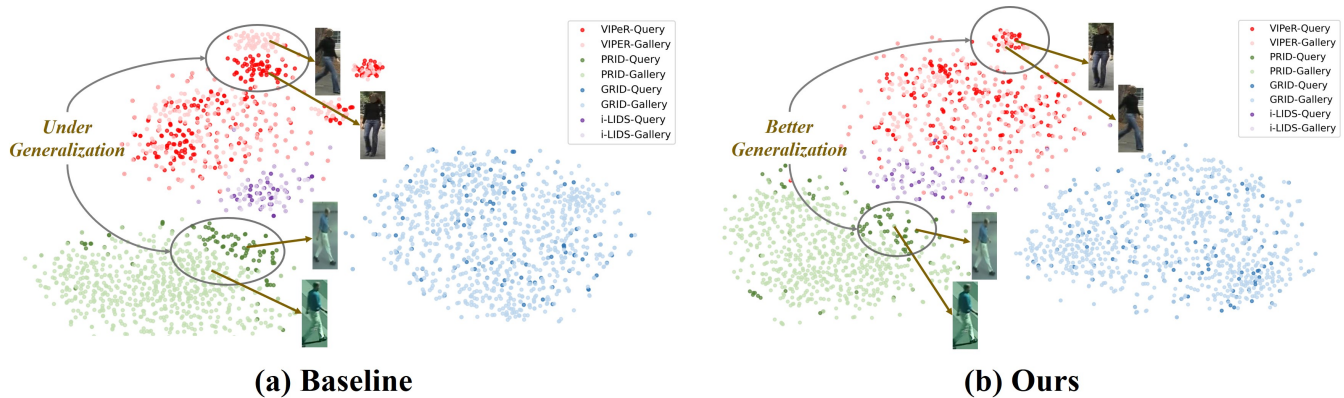 VIPeR-Query
VIPER-Gallery
PRID-Query
PRID-Gallery
GRID-Query
GRID-Gallery
i-LIDS-Query
i-LIDS-Gallery
Under
Generalization
(a) Baseline
VIPeR-Query
VIPER-Gallery
PRID-Query
PRID-Gallery
GRID-Query
GRID-Gallery
i-LIDS-Query
i-LIDS-Gallery
Better
Generalization
(b) Ours